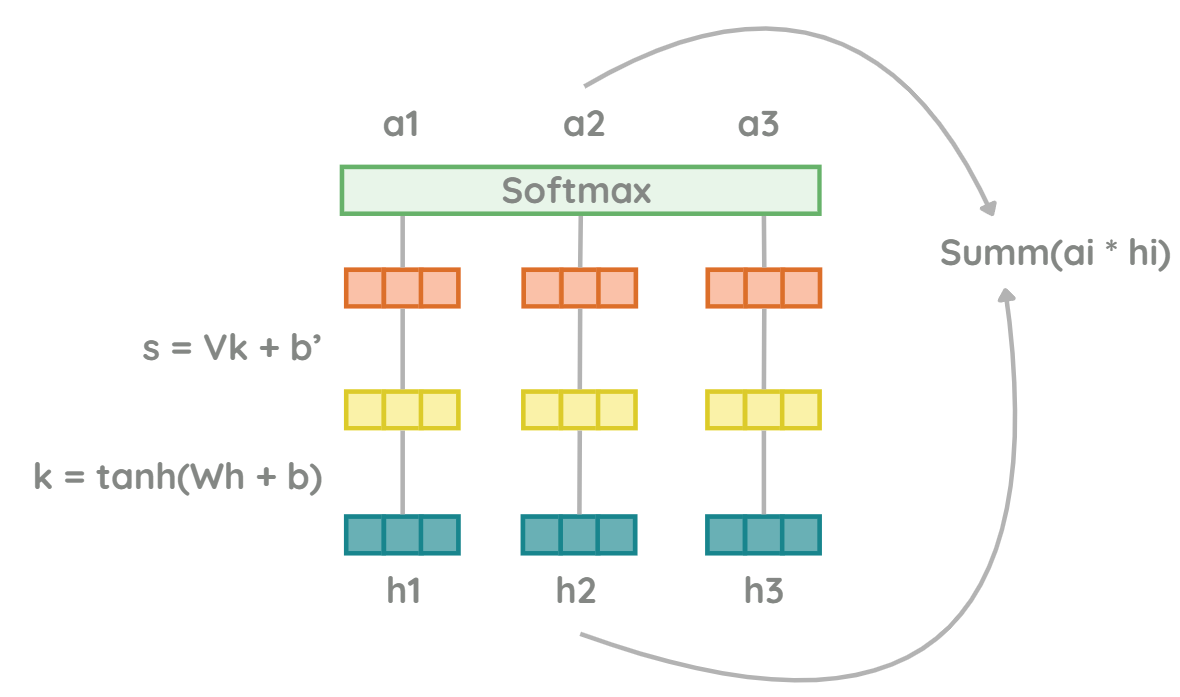 a1 a2 a3
Softmax
Summ(ai * hi)
s = Vk + b’
k = tanh(Wh + b)
h1 h2 h3